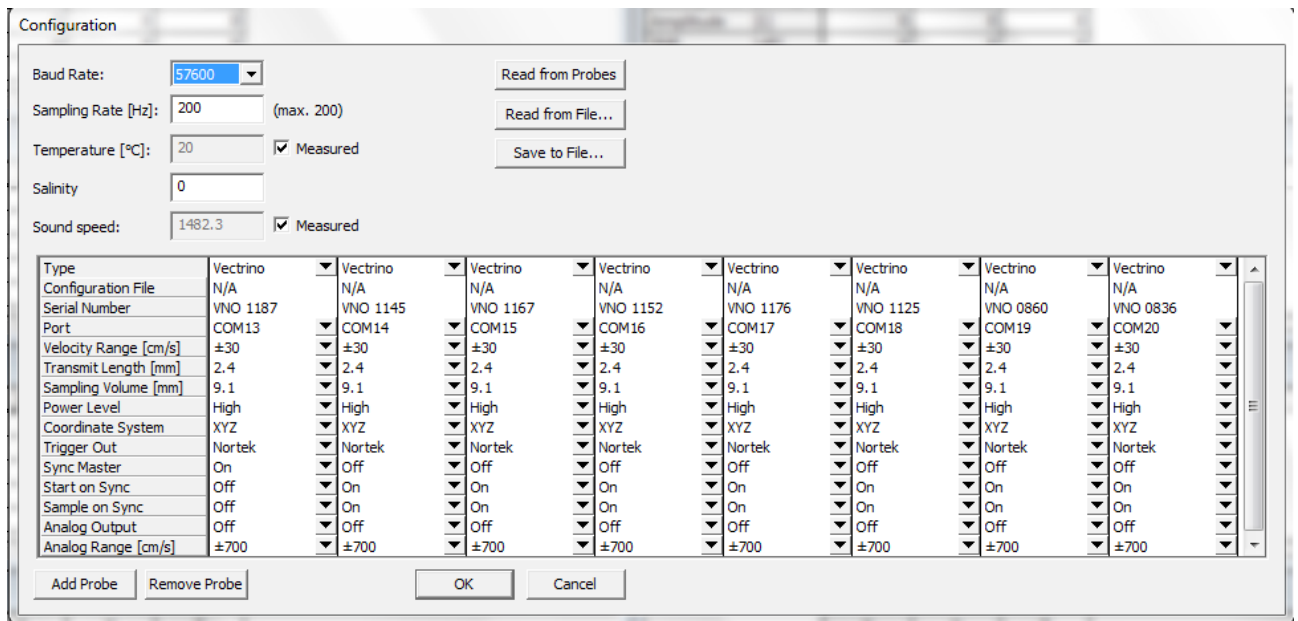 Configuration
Baud Rate: 57600 Read from Probes
Sampling Rate [Hz]: 200 (max. 200) Read from File...
Temperature [°C]: 20 Measured
Save to File...
Salinity 0
Sound speed: 1482.3 Measured
Type Vectrino Vectrino Vectrino Vectrino Vectrino Vectrino Vectrino Vectrino
Configuration File N/A N/A N/A N/A N/A N/A N/A N/A
Serial Number VNO 1187 VNO 1145 VNO 1167 VNO 1152 VNO 1176 VNO 1125 VNO 0860 VNO 0836
Port COM13 COM14 COM15 COM16 COM17 COM18 COM19 COM20
Velocity Range [cm/s] ±30 ±30 ±30 ±30 ±30 ±30 ±30 ±30
Transmit Length [mm] 2.4 2.4 2.4 2.4 2.4 2.4 2.4 2.4
Sampling Volume [mm] 9.1 9.1 9.1 9.1 9.1 9.1 9.1 9.1
Power Level High High High High High High High High
Coordinate System XYZ XYZ XYZ XYZ XYZ XYZ XYZ XYZ
Trigger Out Nortek Nortek Nortek Nortek Nortek Nortek Nortek Nortek
Sync Master On Off Off Off Off Off Off Off
Start on Sync Off On On On On On On On
Sample on Sync Off On On On On On On On
Analog Output Off Off Off Off Off Off Off Off
Analog Range [cm/s] ±700 ±700 ±700 ±700 ±700 ±700 ±700 ±700
Add Probe Remove Probe OK Cancel